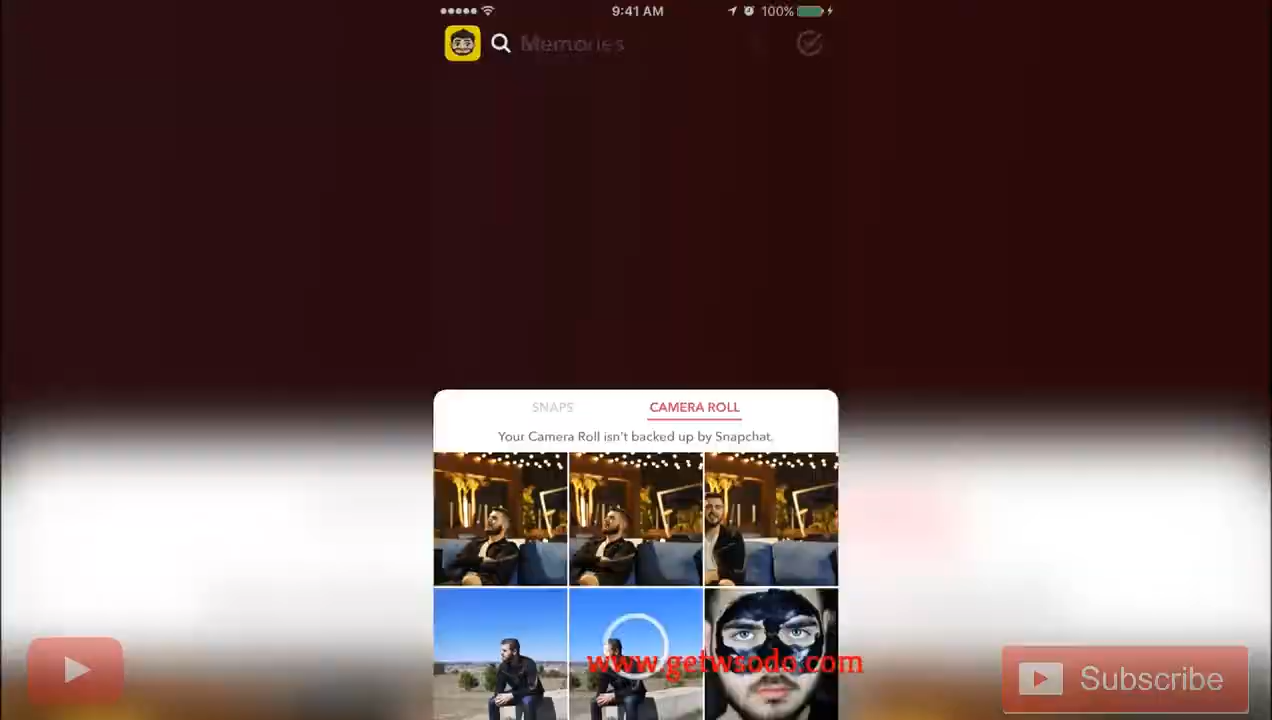 9:41 AM
100%
Memories
SNAPS
CAMERA ROLL
Your Camera Roll isn't backed up by Snapchat.
www.getwsodo.com
Subscribe